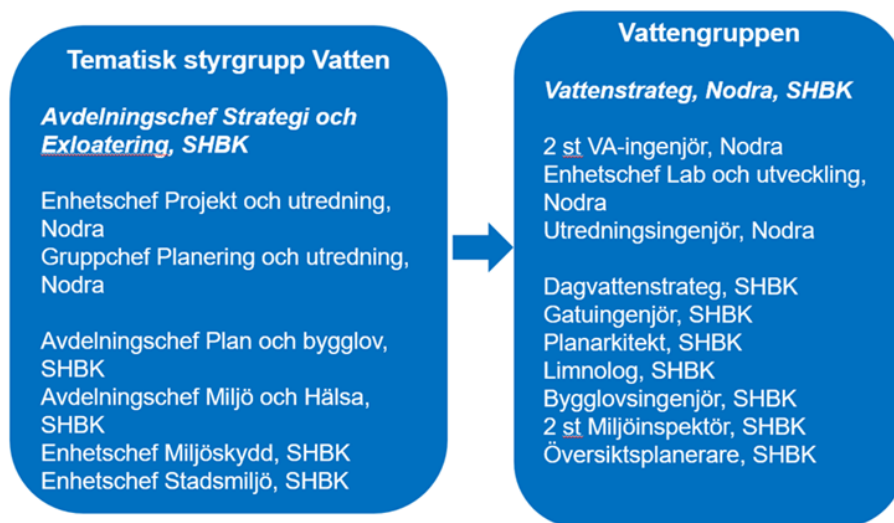 Tematisk styrgrupp Vatten
Avdelningschef Strategi och
Exloatering, SHBK
Enhetschef Projekt och utredning,
Nodra
Gruppchef Planering och utredning,
Nodra
Avdelningschef Plan och bygglov,
SHBK
Avdelningschef Miljö och Hälsa,
SHBK
Enhetschef Miljöskydd, SHBK
Enhetschef Stadsmiljö, SHBK
Vattengruppen
Vattenstrateg, Nodra, SHBK
2 st VA-ingenjör, Nodra
Enhetschef Lab och utveckling,
Nodra
Utredningsingenjör, Nodra
Dagvattenstrateg, SHBK
Gatuingenjör, SHBK
Planarkitekt, SHBK
Limnolog, SHBK
Bygglovsingenjör, SHBK
2 st Miljöinspektör, SHBK
Översiktsplanerare, SHBK